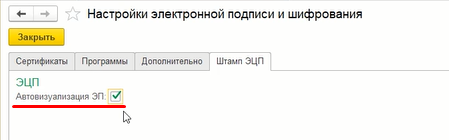 Настройки электронной подписи и шифрования
Закрыть
Сертификаты Программы Дополнительно Штамп ЭЦП
ЭЦП
Автовизуализация ЭП: